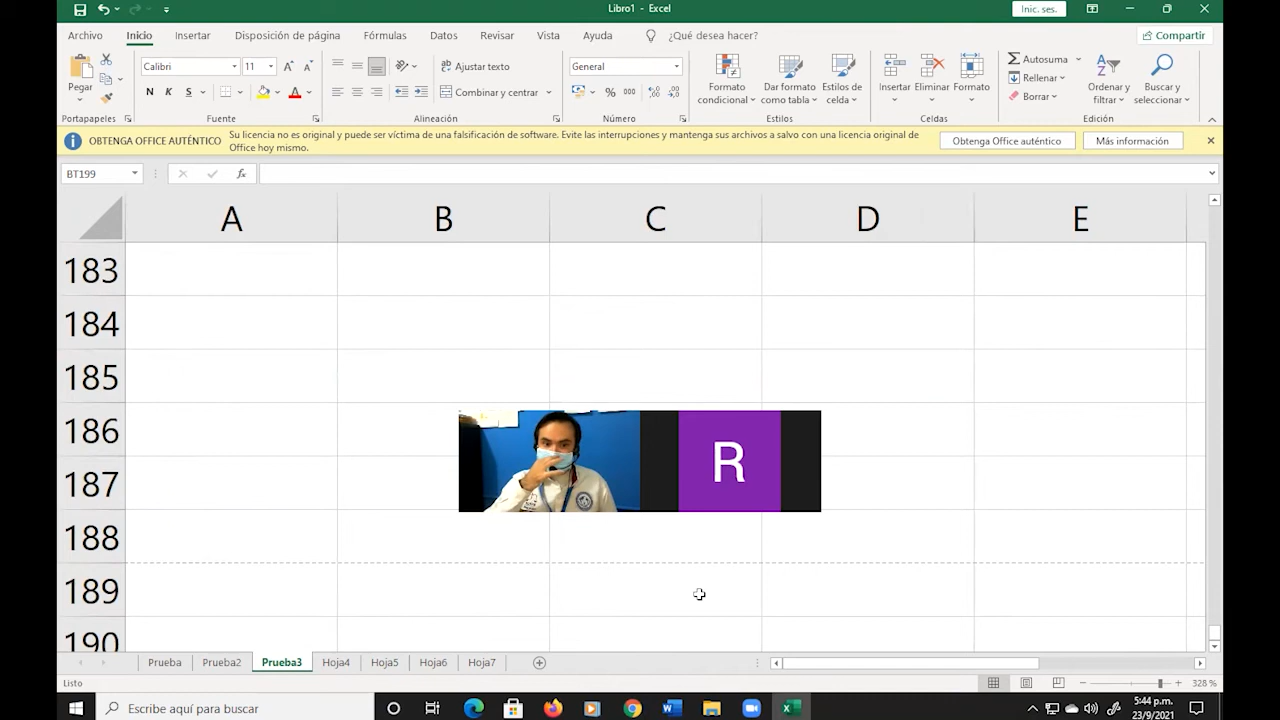 Libro1 - Excel
Inic. ses.
Archivo Inicio Insertar Disposición de página Fórmulas Datos Revisar Vista Ayuda ¿Qué desea hacer? Compartir
Pegar
Calibri 11
N K S
Ajustar texto
Combinar y centrar
General
% 000
Formato condicional
Dar formato como tabla
Estilos de celda
Insertar Eliminar Formato
Autosuma
Rellenar
Borrar
Ordenar y filtrar
Buscar y seleccionar
Portapapeles Fuente Alineación Número Estilos Celdas Edición
OBTENGA OFFICE AUTÉNTICO Su licencia no es original y puede ser víctima de una falsificación de software. Evite las interrupciones y mantenga sus archivos a salvo con una licencia original de
Office hoy mismo.
Obtenga Office auténtico Más información
BT199 fx
A B C D E
183
184
185
186
187
188
189
190
R
Prueba Prueba2 Prueba3 Hoja4 Hoja5 Hoja6 Hoja7
Listo 328 %
Escribe aquí para buscar
5:44 p.m.
23/9/2021